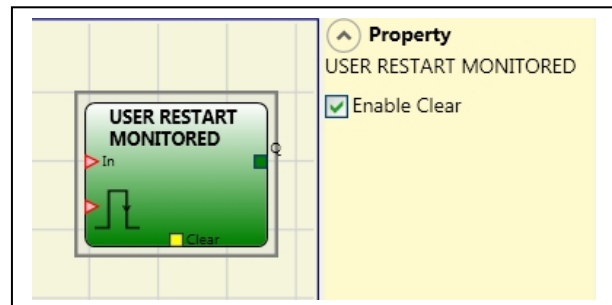 USER RESTART
MONITORED
In
Q
Clear
Property
USER RESTART MONITORED
Enable Clear